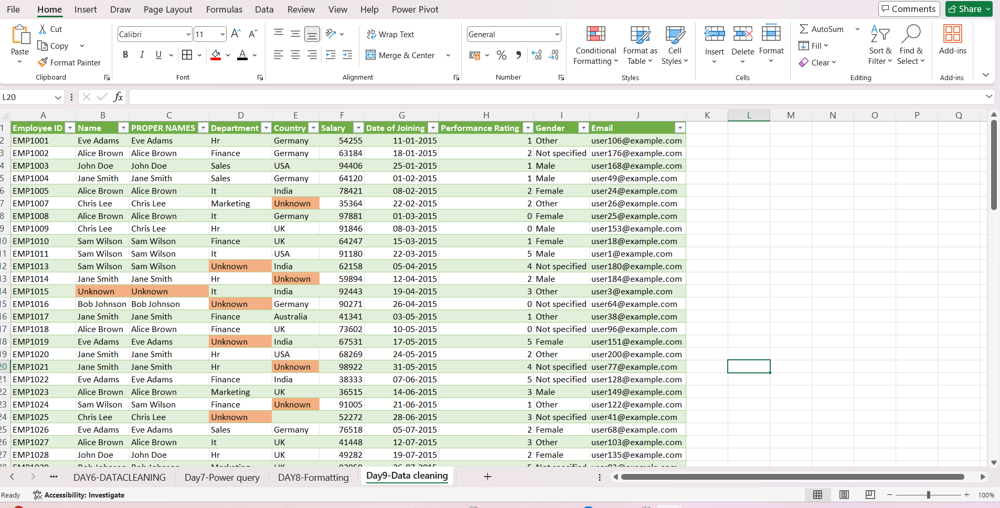 File Home Insert Draw Page Layout Formulas Data Review View Help Power Pivot Comments Share
Paste Cut Copy Format Painter Clipboard
Calibri 11 B I U A Font
Wrap Text Merge & Center Alignment
General % Number
Conditional Formatting Format as Table Cell Styles Styles
Insert Delete Format Cells
AutoSum Fill Clear Sort & Filter Find & Select Editing
Add-ins Add-ins
L20 fx
A B C D E F G H I J K L M N O P Q
1 Employee ID Name PROPER NAMES Department Country Salary Date of Joining Performance Rating Gender Email
2 EMP1001 Eve Adams Eve Adams Hr Germany 54255 11-01-2015 1 Other user106@example.com
3 EMP1002 Alice Brown Alice Brown Finance Germany 63184 18-01-2015 2 Not specified user176@example.com
4 EMP1003 John Doe John Doe Sales USA 94406 25-01-2015 1 Male user168@example.com
5 EMP1004 Jane Smith Jane Smith Sales Germany 64120 01-02-2015 1 Male user49@example.com
6 EMP1005 Alice Brown Alice Brown It India 78421 08-02-2015 2 Female user24@example.com
7 EMP1007 Chris Lee Chris Lee Marketing Unknown 35364 22-02-2015 2 Other user26@example.com
8 EMP1008 Alice Brown Alice Brown It Germany 97881 01-03-2015 0 Female user25@example.com
9 EMP1009 Chris Lee Chris Lee Hr UK 91846 08-03-2015 0 Male user153@example.com
10 EMP1010 Sam Wilson Sam Wilson Finance UK 64247 15-03-2015 1 Female user18@example.com
11 EMP1011 Sam Wilson Sam Wilson It USA 91180 22-03-2015 5 Male user1@example.com
12 EMP1013 Sam Wilson Sam Wilson Unknown India 62158 05-04-2015 4 Not specified user180@example.com
13 EMP1014 Jane Smith Jane Smith Hr Unknown 59894 12-04-2015 2 Male user184@example.com
14 EMP1015 Unknown Unknown It India 92443 19-04-2015 3 Other user3@example.com
15 EMP1016 Bob Johnson Bob Johnson Unknown Germany 90271 26-04-2015 0 Not specified user64@example.com
16 EMP1017 Jane Smith Jane Smith Finance Australia 41341 03-05-2015 1 Other user38@example.com
17 EMP1018 Alice Brown Alice Brown Finance UK 73602 10-05-2015 0 Not specified user96@example.com
18 EMP1019 Eve Adams Eve Adams Unknown India 67531 17-05-2015 5 Female user151@example.com
19 EMP1020 Jane Smith Jane Smith Hr USA 68269 24-05-2015 2 Other user200@example.com
20 EMP1021 Jane Smith Jane Smith Hr Unknown 98922 31-05-2015 4 Not specified user77@example.com
21 EMP1022 Eve Adams Eve Adams Finance India 38333 07-06-2015 5 Not specified user128@example.com
22 EMP1023 Alice Brown Alice Brown Marketing UK 36515 14-06-2015 3 Male user149@example.com
23 EMP1024 Sam Wilson Sam Wilson Finance Unknown 91005 21-06-2015 1 Other user122@example.com
24 EMP1025 Chris Lee Chris Lee Unknown 52272 28-06-2015 3 Not specified user41@example.com
25 EMP1026 Eve Adams Eve Adams Sales Germany 76518 05-07-2015 2 Female user68@example.com
26 EMP1027 Alice Brown Alice Brown It UK 41448 12-07-2015 3 Other user103@example.com
27 EMP1028 John Doe John Doe Hr UK 49282 19-07-2015 2 Female user135@example.com
DAY6-DATACLEANING Day7-Power query DAY8-Formatting Day9-Data cleaning
Ready Accessibility: Investigate 100%